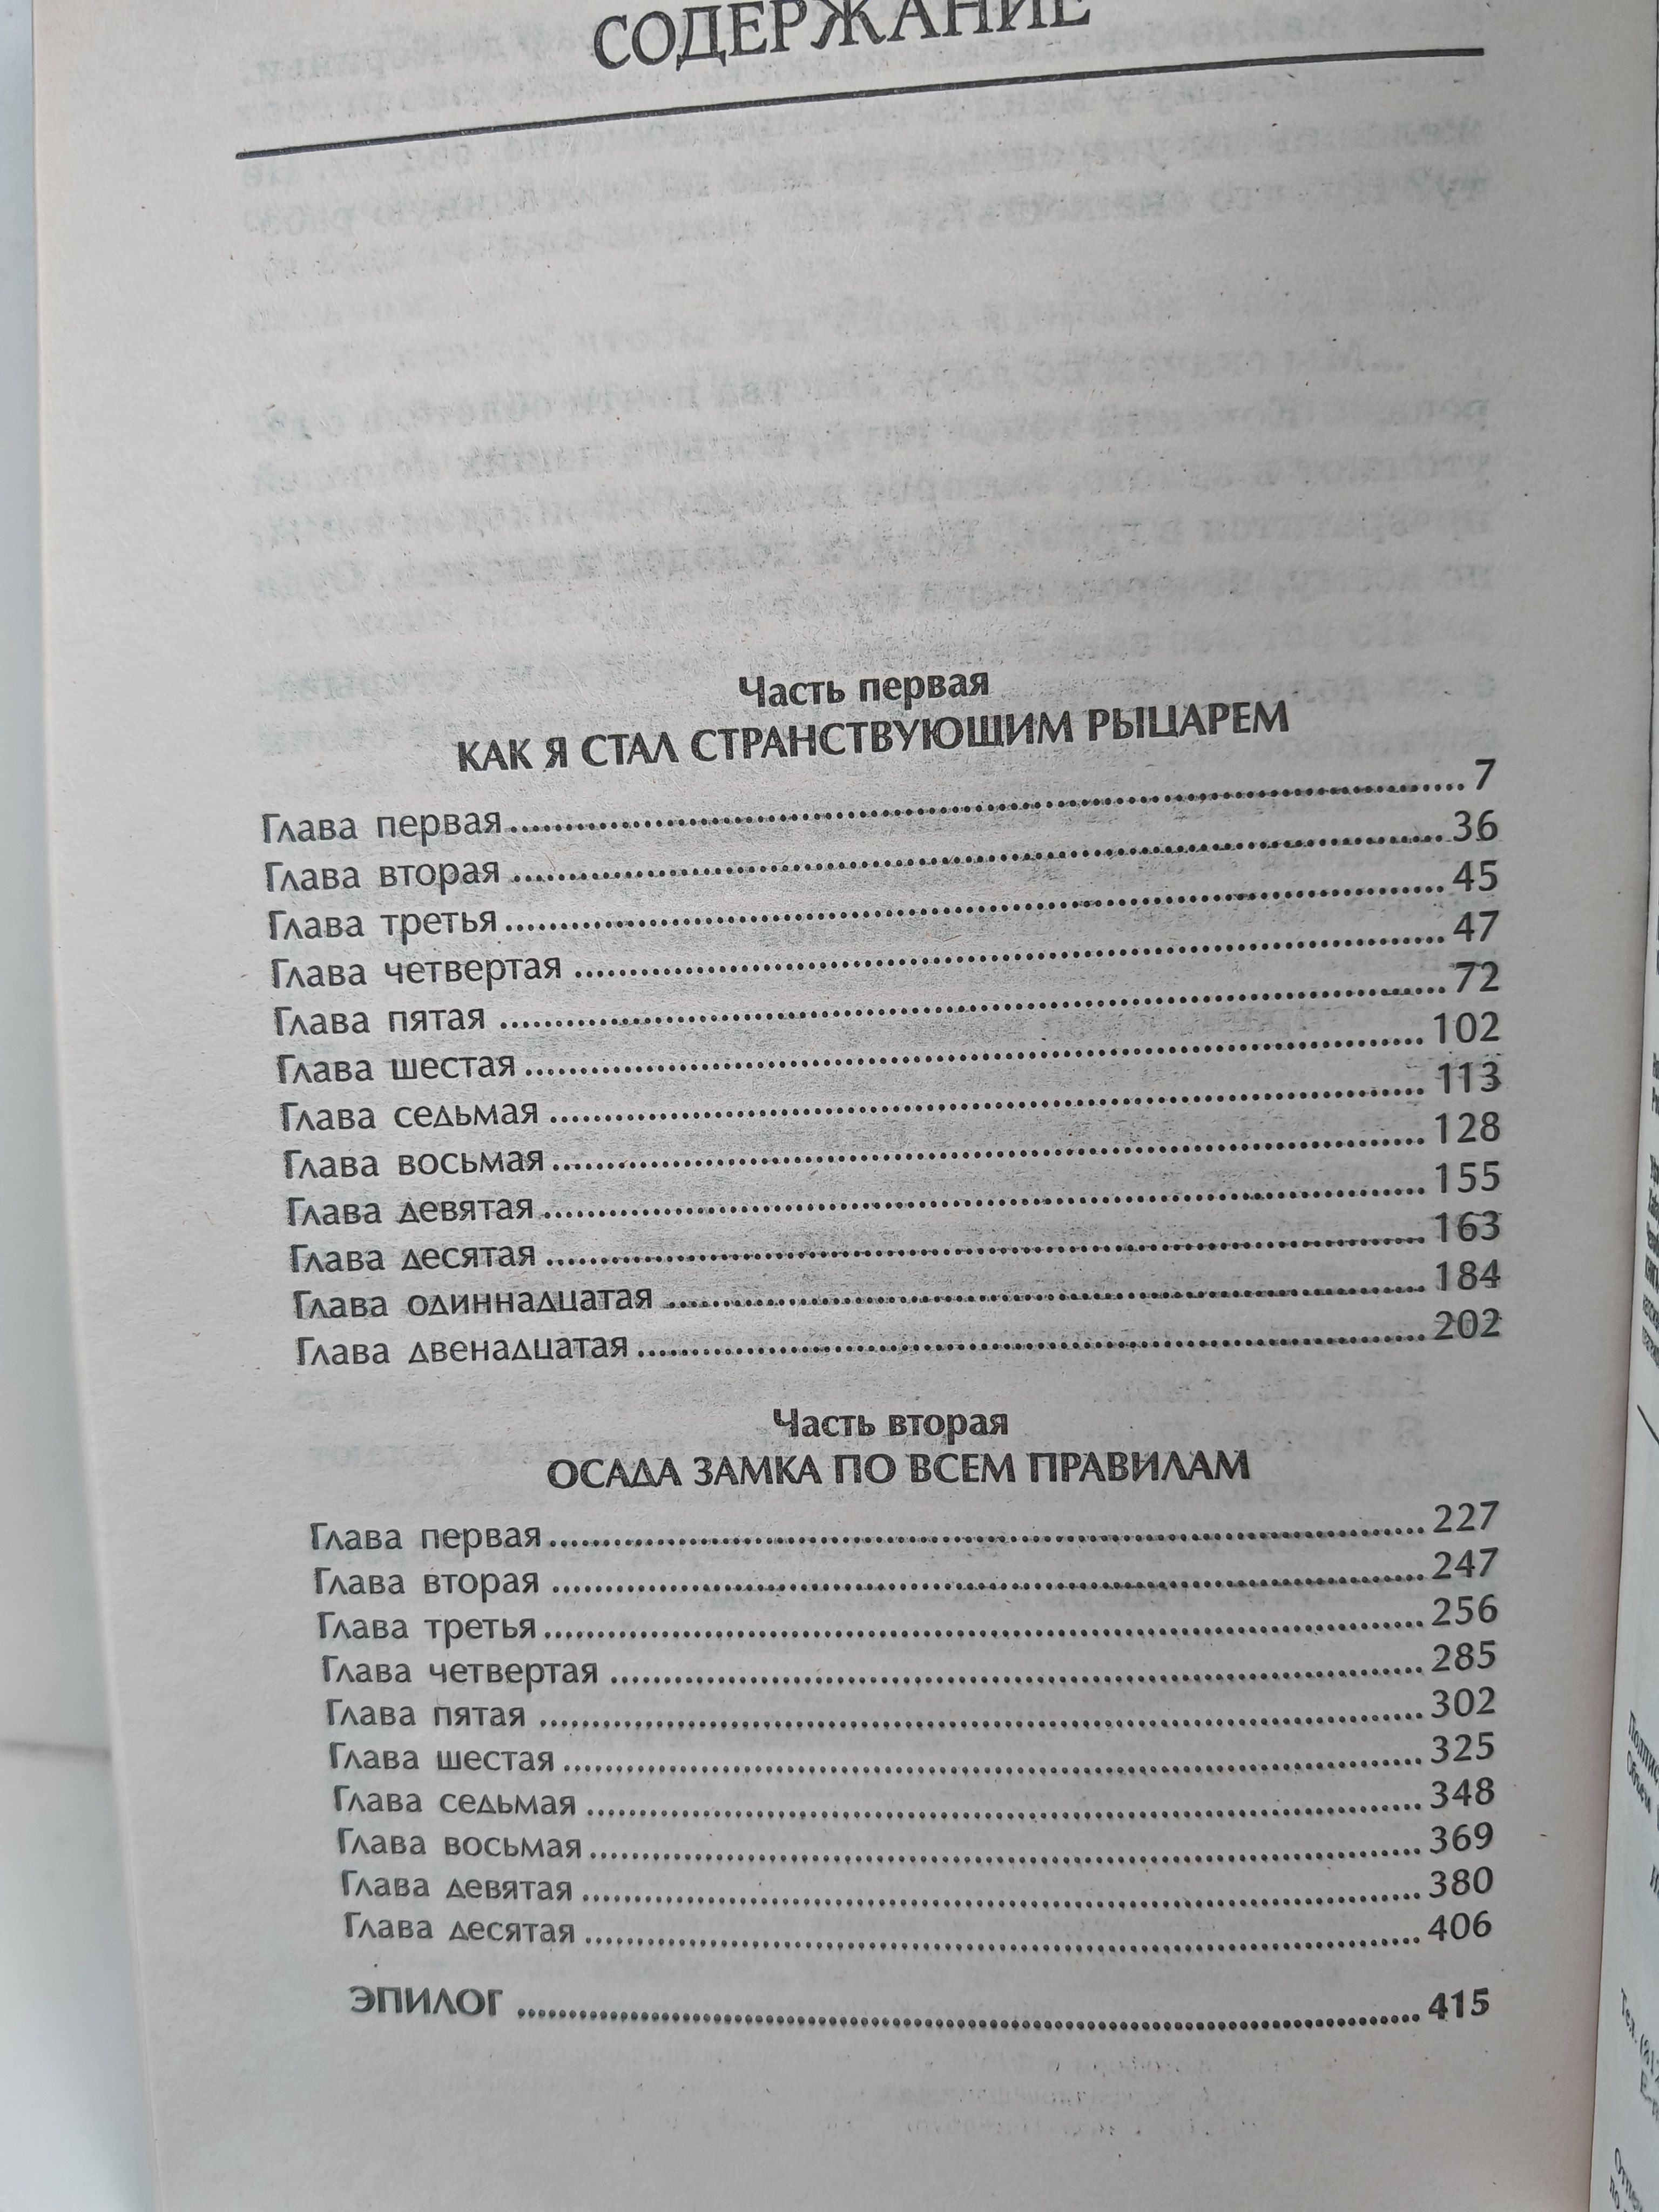 СОДЕРЖАНИЕ
Часть первая
КАК Я СТАЛ СТРАНСТВУЮЩИМ РЫЦАРЕМ
Глава первая 7
Глава вторая 36
Глава третья 45
Глава четвертая 47
Глава пятая 72
Глава шестая 102
Глава седьмая 113
Глава восьмая 128
Глава девятая 155
Глава десятая 163
Глава одиннадцатая 184
Глава двенадцатая 202
Часть вторая
ОСАДА ЗАМКА ПО ВСЕМ ПРАВИЛАМ
Глава первая 227
Глава вторая 247
Глава третья 256
Глава четвертая 285
Глава пятая 302
Глава шестая 325
Глава седьмая 348
Глава восьмая 369
Глава девятая 380
Глава десятая 406
ЭПИЛОГ 415